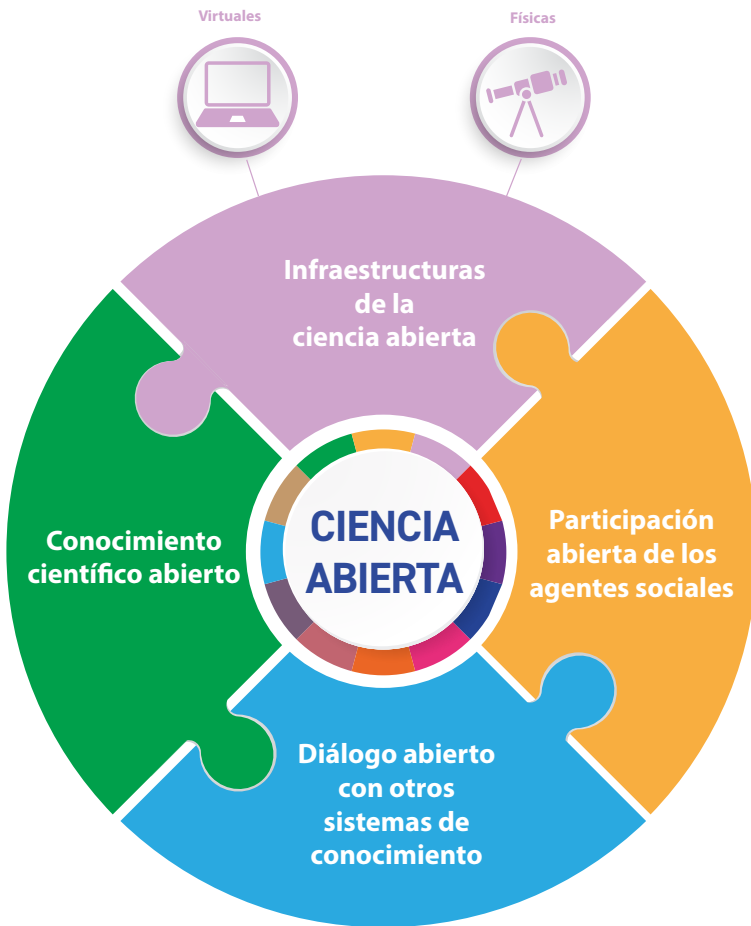 Virtuales
Físicas
Infraestructuras
de la
ciencia abierta
Conocimiento
científico abierto
CIENCIA
ABIERTA
Participación
abierta de los
agentes sociales
Diálogo abierto
con otros
sistemas de
conocimiento